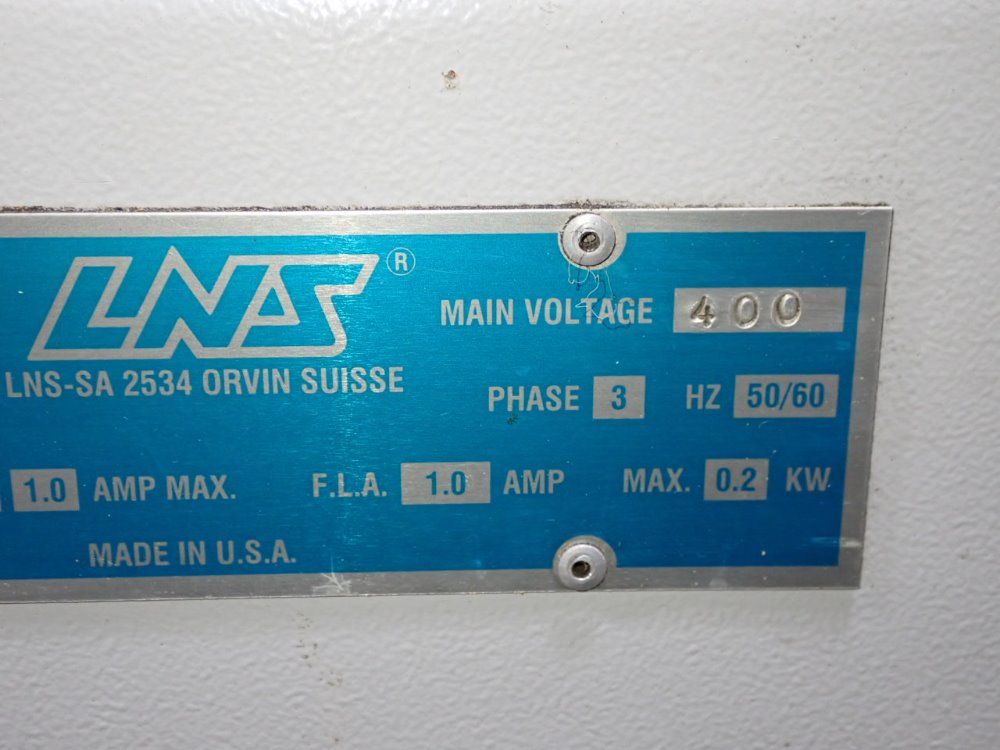 LNS ®
LNS-SA 2534 ORVIN SUISSE
MAIN VOLTAGE 400
PHASE 3 HZ 50/60
1.0 AMP MAX. F.L.A. 1.0 AMP MAX. 0.2 KW
MADE IN U.S.A.